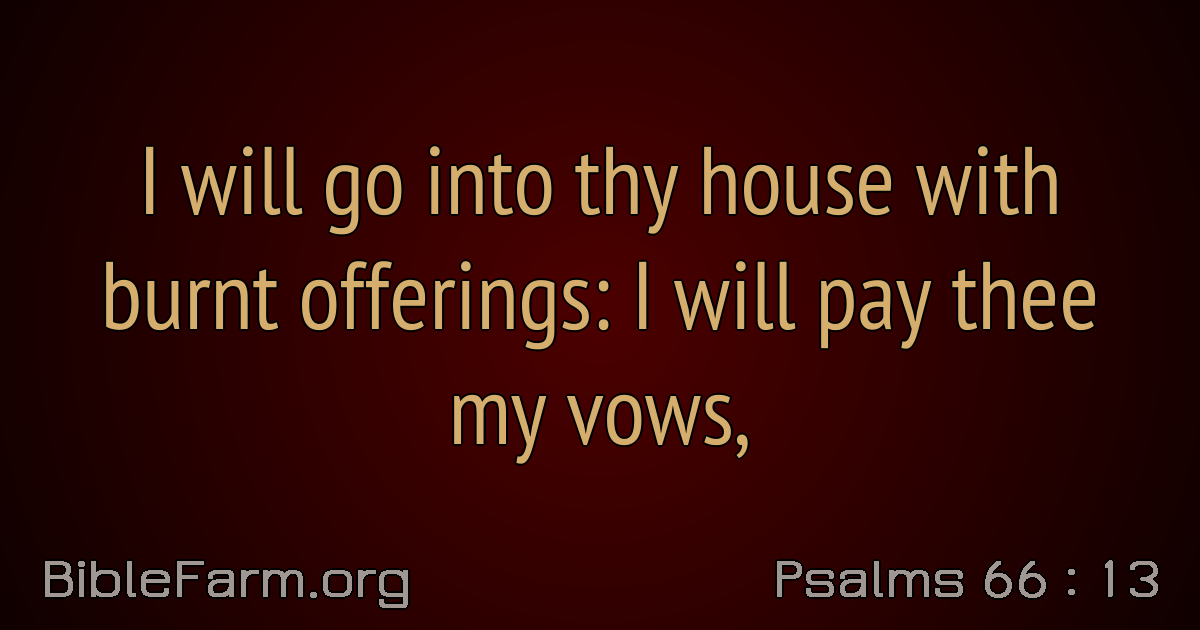 I will go into thy house with
burnt offerings: I will pay thee
my vows,
BibleFarm.org
Psalms 66 : 13